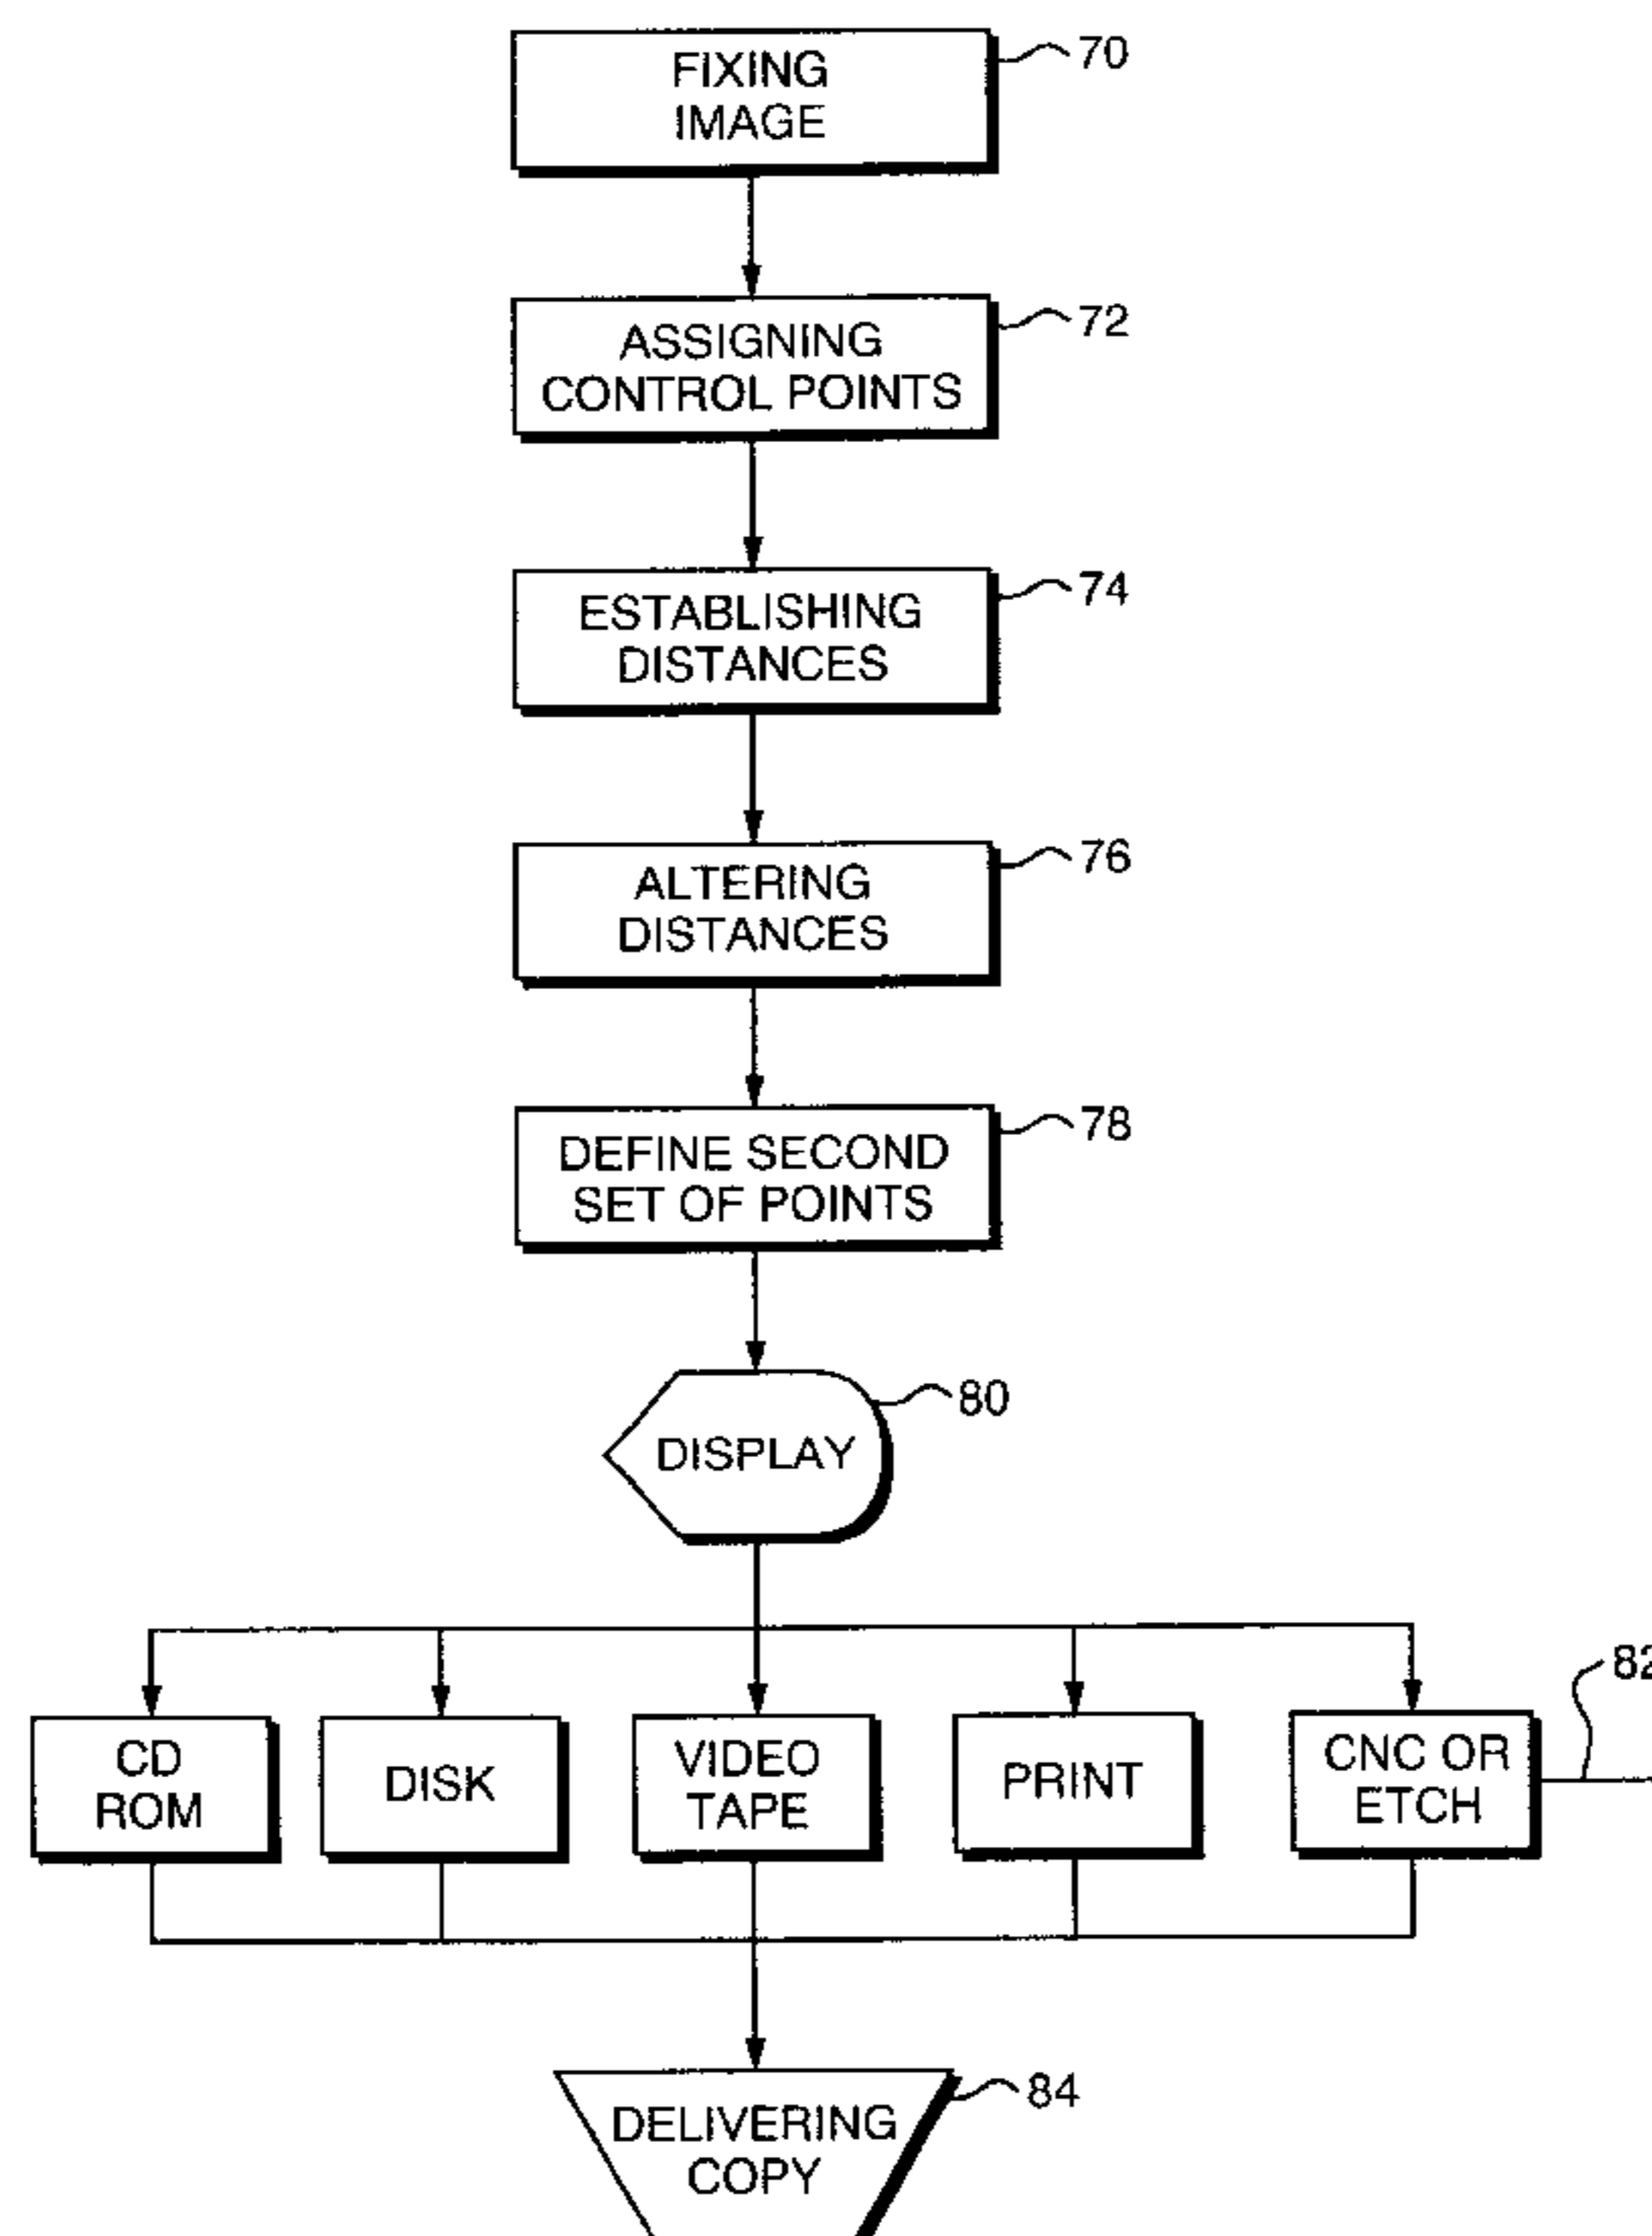 FIXING
IMAGE
70
ASSIGNING
CONTROL POINTS
72
ESTABLISHING
DISTANCES
74
ALTERING
DISTANCES
76
DEFINE SECOND
SET OF POINTS
78
DISPLAY
80
82
CD
ROM
DISK
VIDEO
TAPE
PRINT
CNC OR
ETCH
DELIVERING
COPY
84